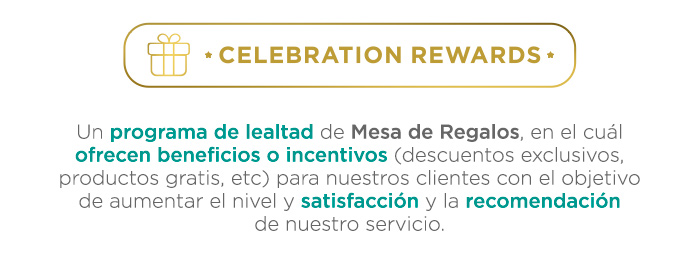 * CELEBRATION REWARDS *
Un programa de lealtad de Mesa de Regalos, en el cuál
ofrecen beneficios o incentivos (descuentos exclusivos,
productos gratis, etc) para nuestros clientes con el objetivo
de aumentar el nivel y satisfacción y la recomendación
de nuestro servicio.